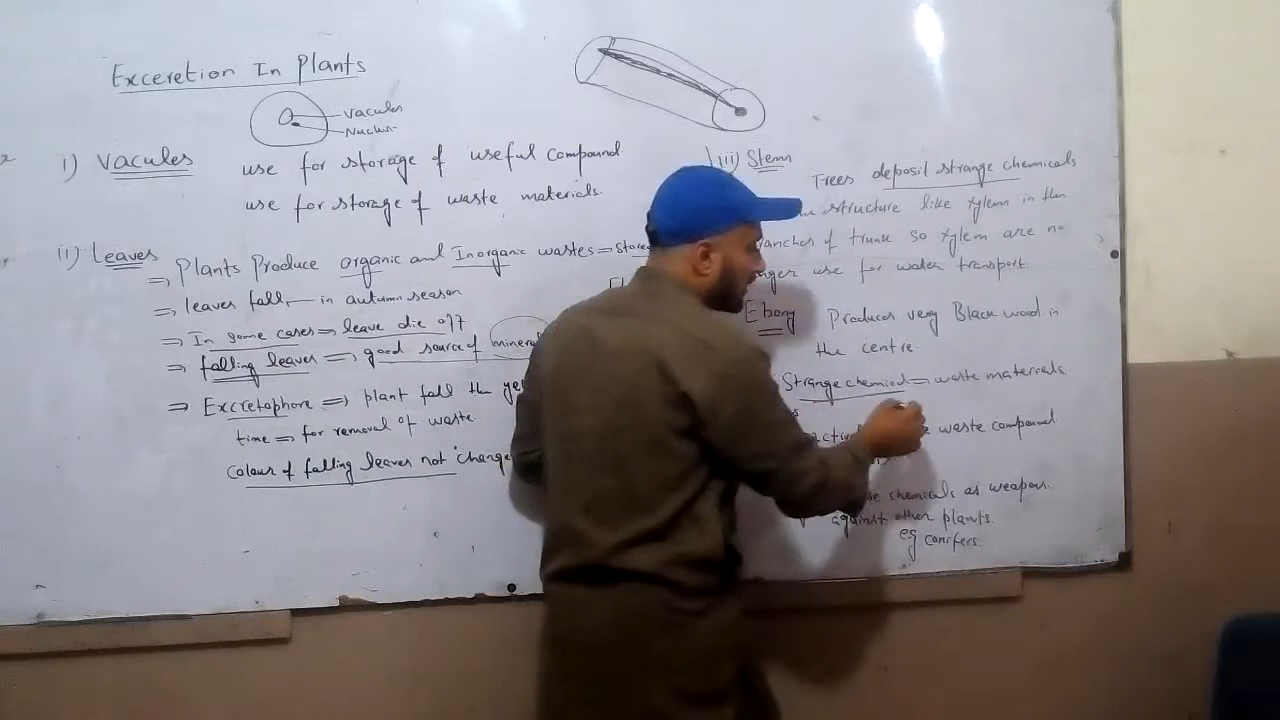 Exceretion In Plants
Vacules
Nucleus
i) Vacules
use for storage of useful compound
use for storage of waste materials.
ii) Leaves
⇒ Plants Produce organic and Inorganic wastes ⇒ Stored
⇒ leaves fall — in autumn season
⇒ In some cases ⇒ leave die off
⇒ falling leaves ⇒ good source of mineral
⇒ Excretophore ⇒ plant fall the
time ⇒ for removal of waste
Colour of falling leaves not change
iii) Stem
Trees deposil strange chemicals
structure like xylem in the
branches of trunk so xylem are no
longer use for water transport
Ebony Produces very Black wood in
the centre
Strange chemical ⇒ waste materials
waste compound
chemicals as weapon
against other plants.
eg conifers.